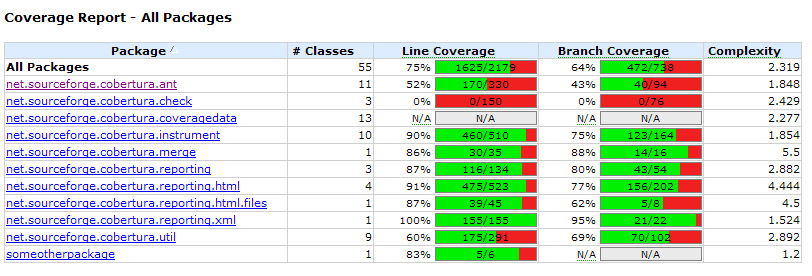 Coverage Report - All Packages
Package # Classes Line Coverage Branch Coverage Complexity
All Packages 55 75% 1625/2179 64% 472/738 2.319
net.sourceforge.cobertura.ant 11 52% 170/330 43% 40/94 1.848
net.sourceforge.cobertura.check 3 0% 0/150 0% 0/76 2.429
net.sourceforge.cobertura.coveragedata 13 N/A N/A N/A N/A 2.277
net.sourceforge.cobertura.instrument 10 90% 460/510 75% 123/164 1.854
net.sourceforge.cobertura.merge 1 86% 30/35 88% 14/16 5.5
net.sourceforge.cobertura.reporting 3 87% 116/134 80% 43/54 2.882
net.sourceforge.cobertura.reporting.html 4 91% 475/523 77% 156/202 4.444
net.sourceforge.cobertura.reporting.html.files 1 87% 39/45 62% 5/8 4.5
net.sourceforge.cobertura.reporting.xml 1 100% 155/155 95% 21/22 1.524
net.sourceforge.cobertura.util 9 60% 175/291 69% 70/102 2.892
someotherpackage 1 83% 5/6 N/A N/A 1.2